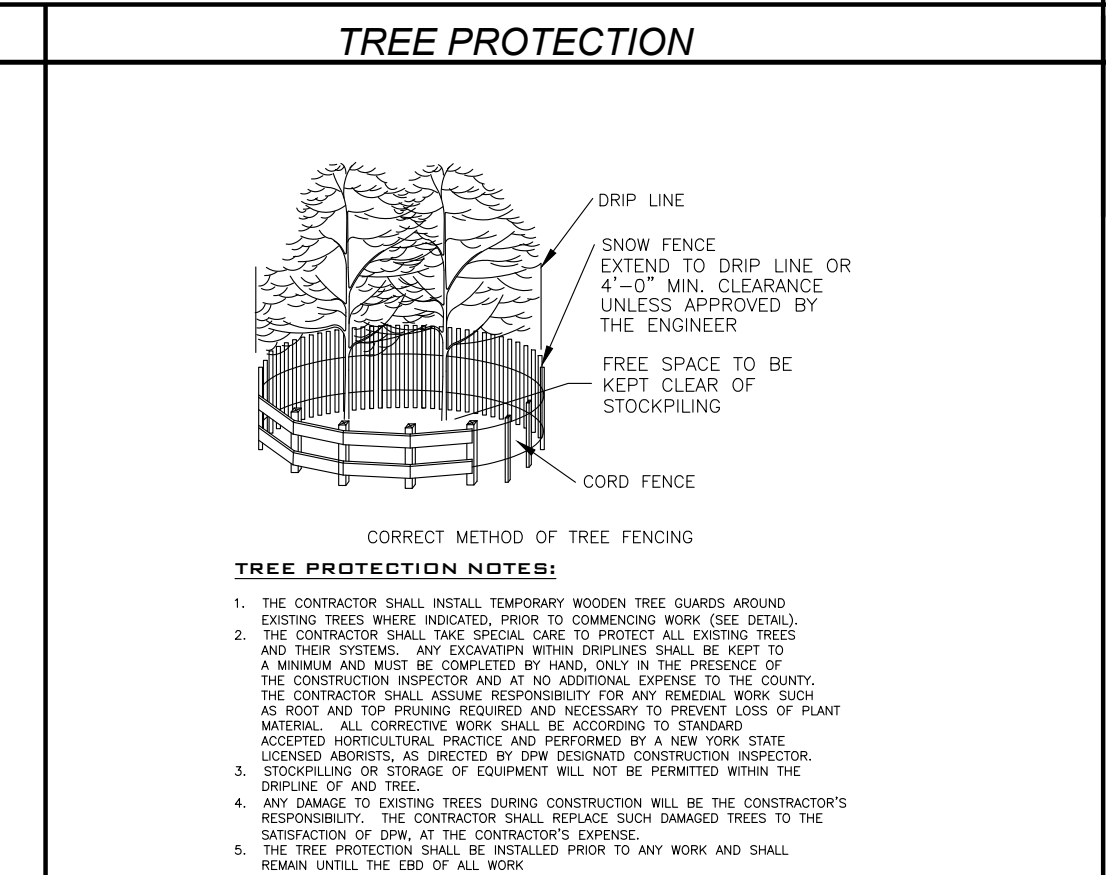 TREE PROTECTION
DRIP LINE
SNOW FENCE
EXTEND TO DRIP LINE OR
4'-0" MIN. CLEARANCE
UNLESS APPROVED BY
THE ENGINEER
FREE SPACE TO BE
KEPT CLEAR OF
STOCKPILING
CORD FENCE
CORRECT METHOD OF TREE FENCING
TREE PROTECTION NOTES:
1. THE CONTRACTOR SHALL INSTALL TEMPORARY WOODEN TREE GUARDS AROUND
EXISTING TREES WHERE INDICATED, PRIOR TO COMMENCING WORK (SEE DETAIL).
2. THE CONTRACTOR SHALL TAKE SPECIAL CARE TO PROTECT ALL EXISTING TREES
AND THEIR SYSTEMS. ANY EXCAVATIPN WITHIN DRIPLINES SHALL BE KEPT TO
A MINIMUM AND MUST BE COMPLETED BY HAND, ONLY IN THE PRESENCE OF
THE CONSTRUCTION INSPECTOR AND AT NO ADDITIONAL EXPENSE TO THE COUNTY.
THE CONTRACTOR SHALL ASSUME RESPONSIBILITY FOR ANY REMEDIAL WORK SUCH
AS ROOT AND TOP PRUNING REQUIRED AND NECESSARY TO PREVENT LOSS OF PLANT
MATERIAL. ALL CORRECTIVE WORK SHALL BE ACCORDING TO STANDARD
ACCEPTED HORTICULTURAL PRACTICE AND PERFORMED BY A NEW YORK STATE
LICENSED ABORISTS, AS DIRECTED BY DPW DESIGNATD CONSTRUCTION INSPECTOR.
3. STOCKPILLING OR STORAGE OF EQUIPMENT WILL NOT BE PERMITTED WITHIN THE
DRIPLINE OF AND TREE.
4. ANY DAMAGE TO EXISTING TREES DURING CONSTRUCTION WILL BE THE CONSTRACTOR'S
RESPONSIBILITY. THE CONTRACTOR SHALL REPLACE SUCH DAMAGED TREES TO THE
SATISFACTION OF DPW, AT THE CONTRACTOR'S EXPENSE.
5. THE TREE PROTECTION SHALL BE INSTALLED PRIOR TO ANY WORK AND SHALL
REMAIN UNTILL THE EBD OF ALL WORK